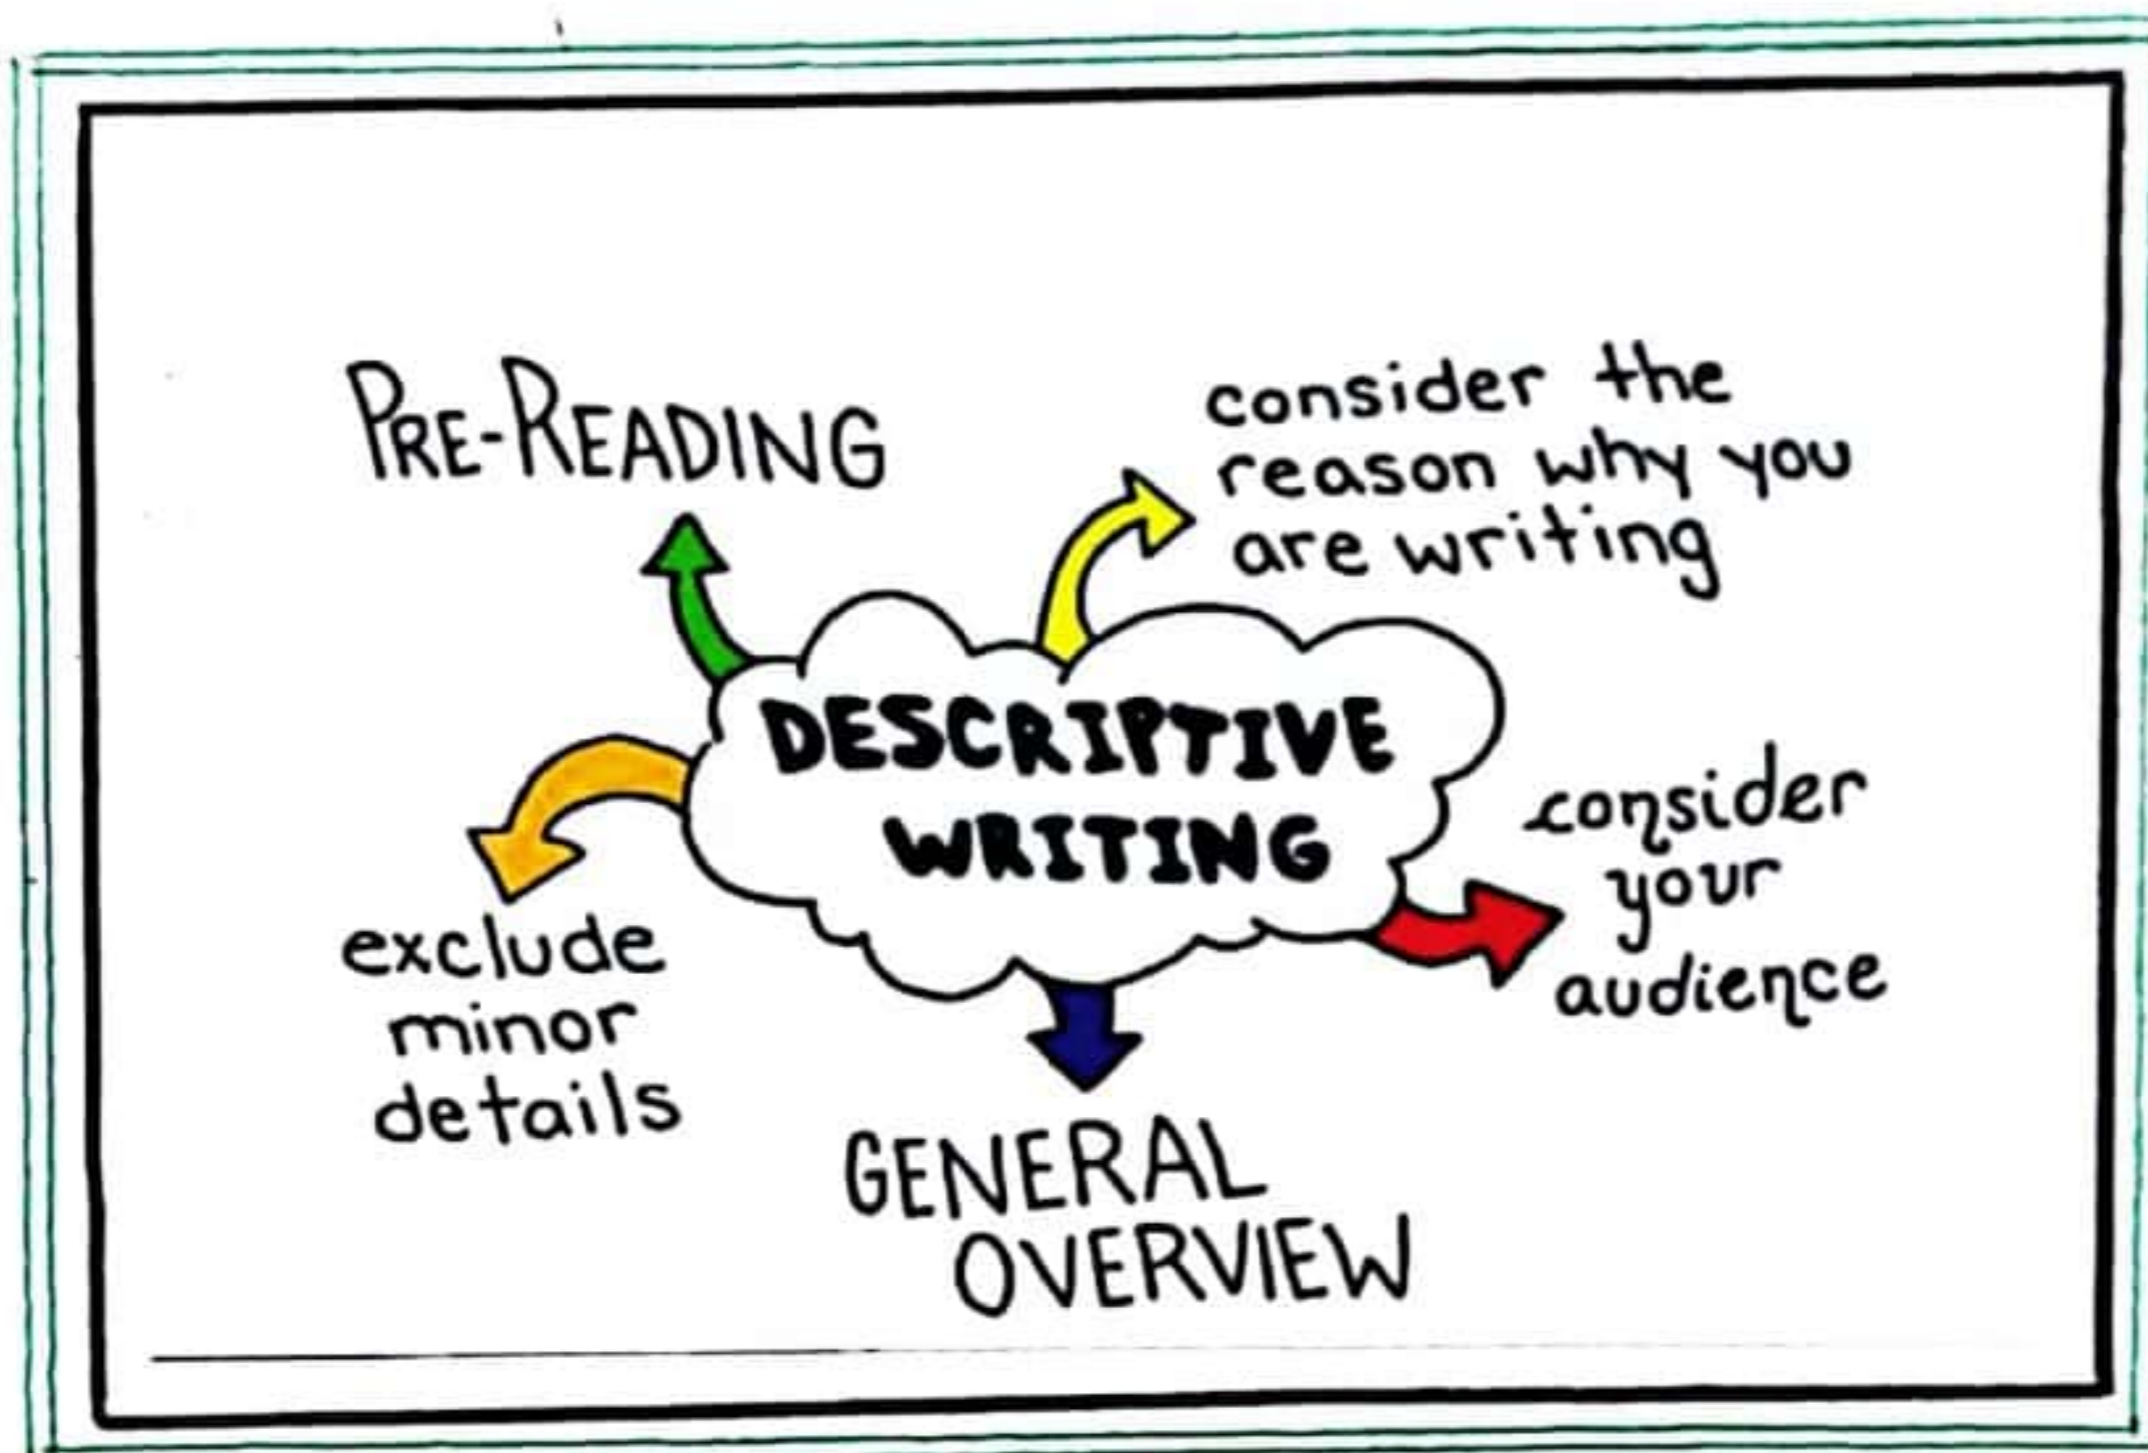 PRE-READING
consider the
reason why you
are writing
DESCRIPTIVE
WRITING
consider
your
audience
exclude
minor
details
GENERAL
OVERVIEW